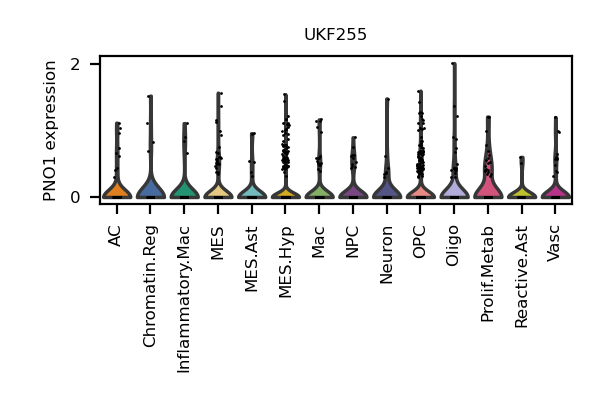 UKF255
PNO1 expression
2
0
AC
Chromatin.Reg
Inflammatory.Mac
MES
MES.Ast
MES.Hyp
Mac
NPC
Neuron
OPC
Oligo
Prolif.Metab
Reactive.Ast
Vasc